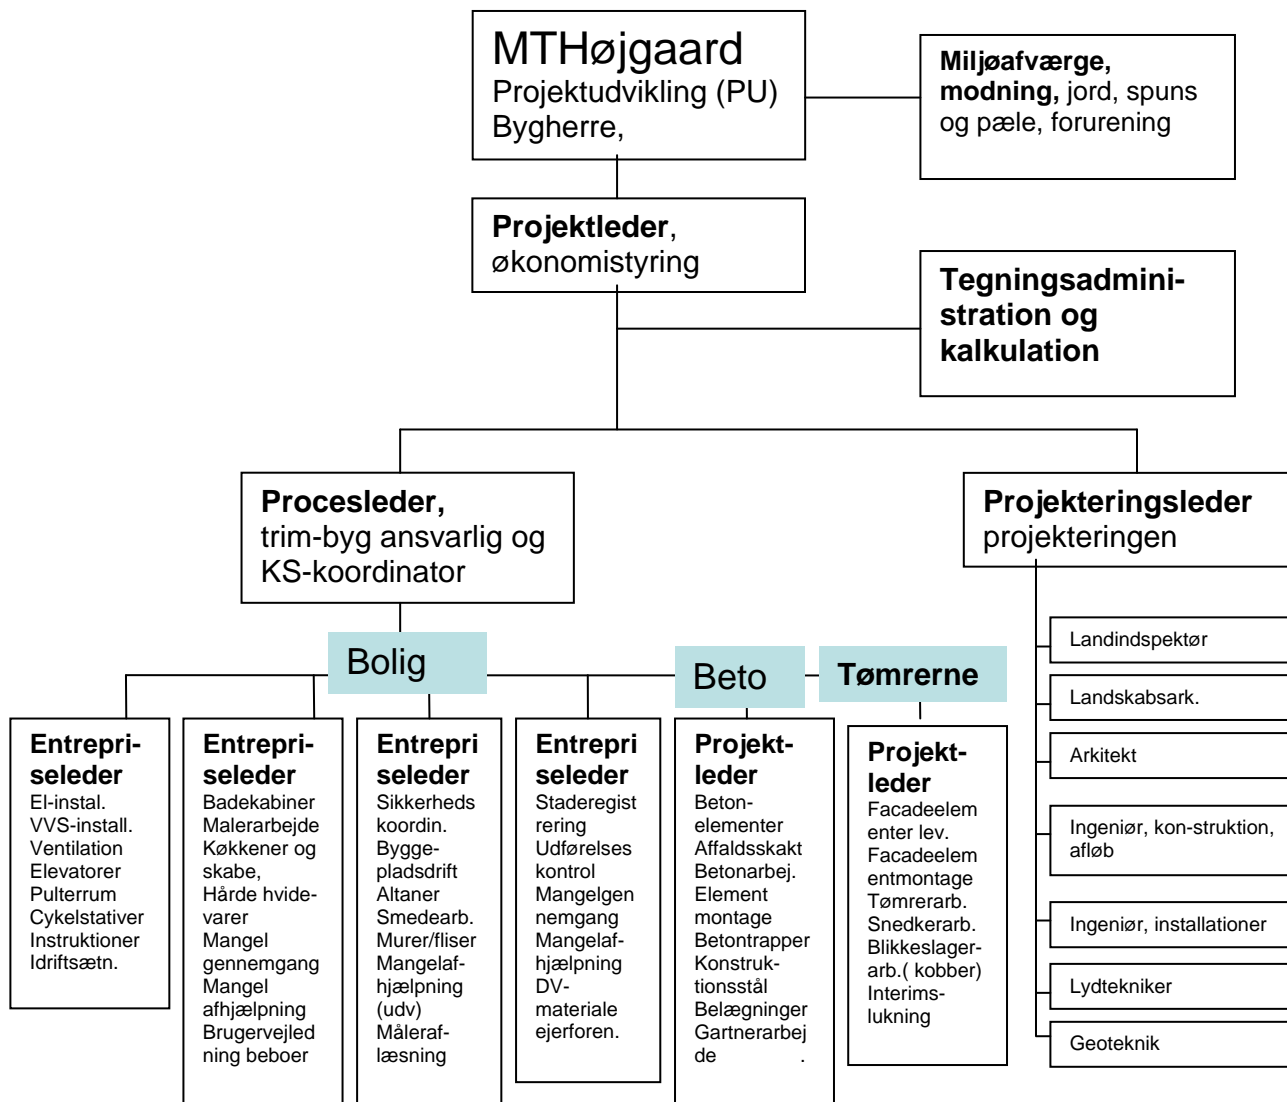 MTHøjgaard
Projektudvikling (PU)
Bygherre,
Miljøafværge,
modning, jord, spuns
og pæle, forurening
Projektleder,
økonomistyring
Tegningsadmini-
stration og
kalkulation
Procesleder,
trim-byg ansvarlig og
KS-koordinator
Projekteringsleder
projekteringen
Bolig
Beto
Tømrerne
Entrepri-
seleder
El-instal.
VVS-install.
Ventilation
Elevatorer
Pulterrum
Cykelstativer
Instruktioner
Idriftsætn.
Entrepri-
seleder
Badekabiner
Malerarbejde
Køkkener og
skabe,
Hårde hvide-
varer
Mangel
gennemgang
Mangel
afhjælpning
Brugervejled
ning beboer
Entrepri
seleder
Sikkerheds
koordin.
Bygge-
pladsdrift
Altaner
Smedearb.
Murer/fliser
Mangelaf-
hjælpning
(udv)
Måleraf-
læsning
Entrepri
seleder
Staderegist
rering
Udførelses
kontrol
Mangelgen
nemgang
Mangelaf-
hjælpning
DV-
materiale
ejerforen.
Projekt-
leder
Beton-
elementer
Affaldsskakt
Betonarbej.
Element
montage
Betontrapper
Konstruk-
tionsstål
Belægninger
Gartnerarbej
de .
Projekt-
leder
Facadeelem
enter lev.
Facadeelem
entmontage
Tømrerarb.
Snedkerarb.
Blikkeslager-
arb.( kobber)
Interims-
lukning
Landindspektør
Landskabsark.
Arkitekt
Ingeniør, kon-struktion,
afløb
Ingeniør, installationer
Lydtekniker
Geoteknik